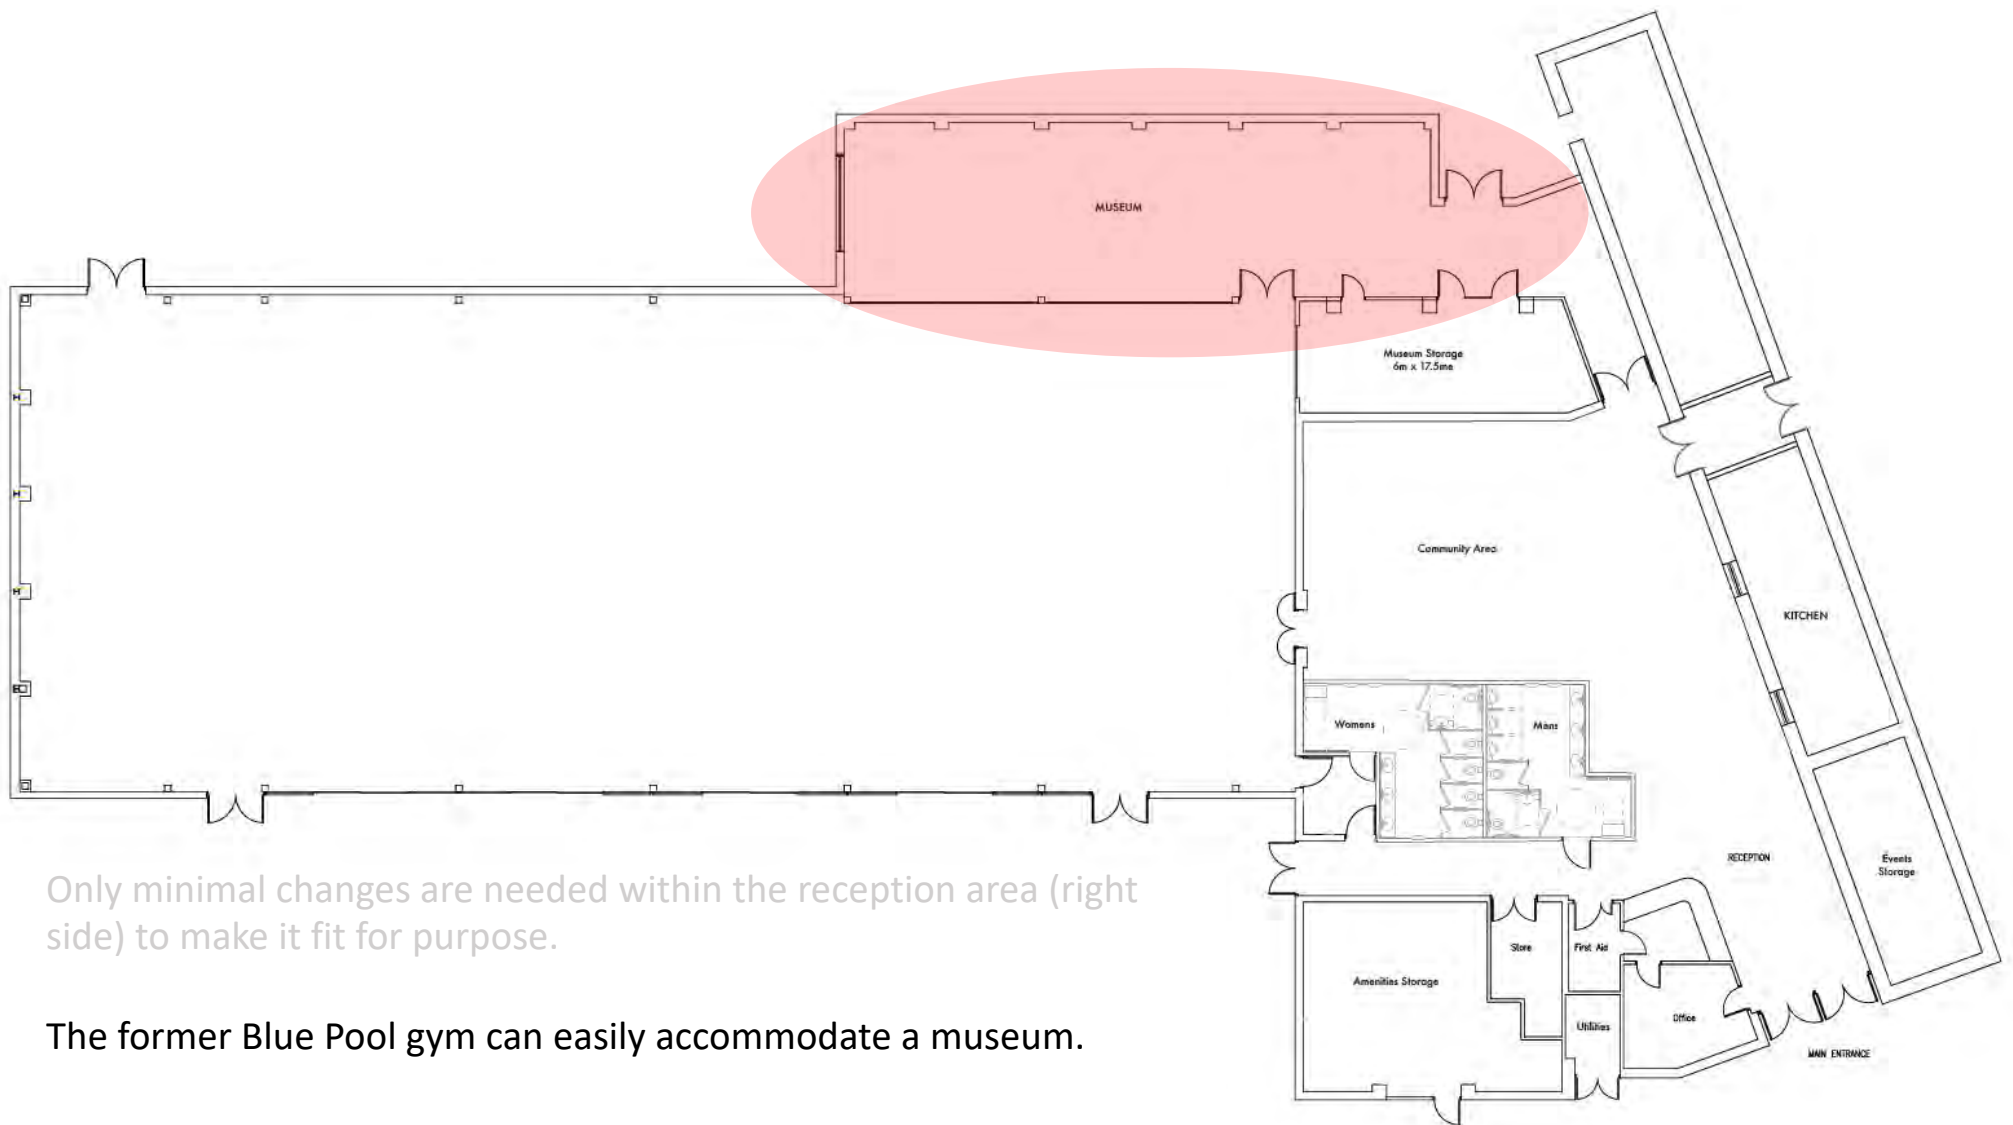 MUSEUM
Museum Storage
6m x 17.5me
Community Area
KITCHEN
Womens
Mens
RECEPTION
Events
Storage
Only minimal changes are needed within the reception area (right
side) to make it fit for purpose.
Store
First Aid
Amenities Storage
Utilities
Office
The former Blue Pool gym can easily accommodate a museum.
MAIN ENTRANCE